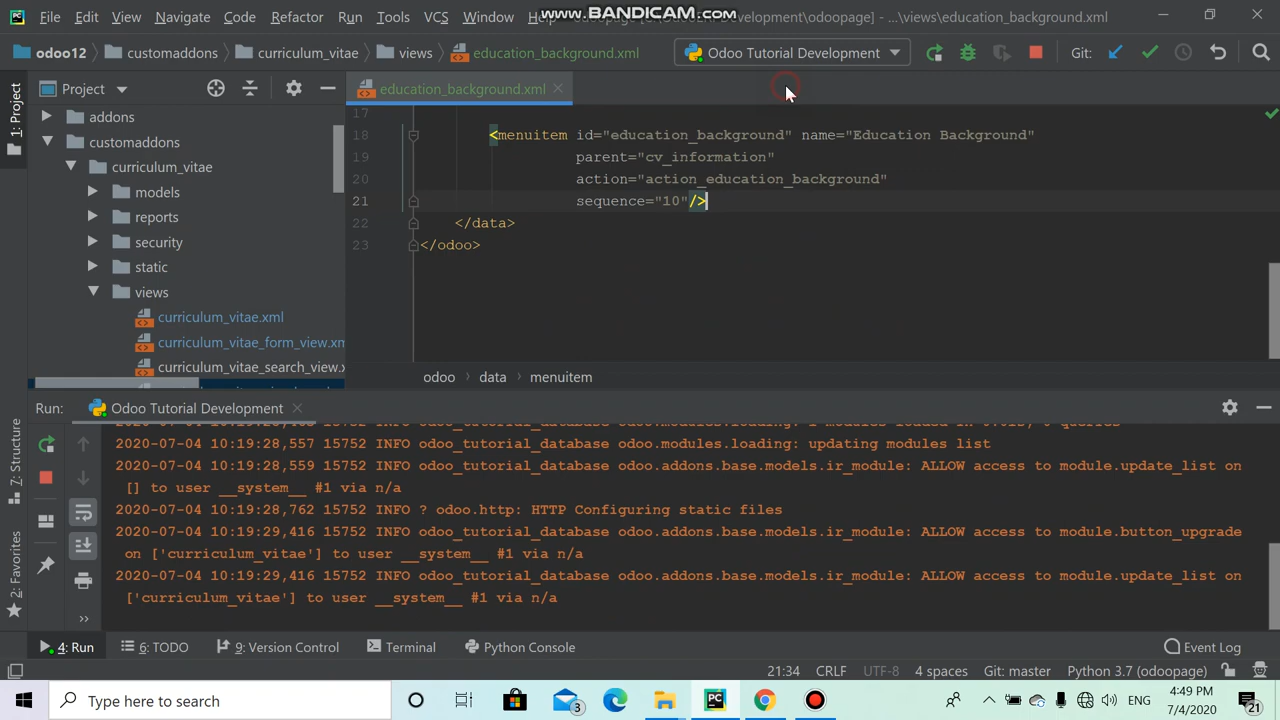 File Edit View Navigate Code Refactor Run Tools VCS Window
www.BANDICAM.com
odoopage] - ...\views\education_background.xml
odoo12 customaddons curriculum_vitae views education_background.xml Odoo Tutorial Development Git:
1: Project
Project
education_background.xml
addons
customaddons
curriculum_vitae
models
reports
security
static
views
curriculum_vitae.xml
curriculum_vitae_form_view.xm
curriculum_vitae_search_view.x
17
18 <menuitem id="education_background" name="Education Background"
19 parent="cv_information"
20 action="action_education_background"
21 sequence="10"/>
22 </data>
23 </odoo>
odoo data menuitem
Run: Odoo Tutorial Development
2020-07-04 10:19:28,557 15752 INFO odoo_tutorial_database odoo.modules.loading: updating modules list
2020-07-04 10:19:28,559 15752 INFO odoo_tutorial_database odoo.addons.base.models.ir_module: ALLOW access to module.update_list on
[] to user __system__ #1 via n/a
2020-07-04 10:19:28,762 15752 INFO ? odoo.http: HTTP Configuring static files
2020-07-04 10:19:29,416 15752 INFO odoo_tutorial_database odoo.addons.base.models.ir_module: ALLOW access to module.button_upgrade
on ['curriculum_vitae'] to user __system__ #1 via n/a
2020-07-04 10:19:29,416 15752 INFO odoo_tutorial_database odoo.addons.base.models.ir_module: ALLOW access to module.update_list on
['curriculum_vitae'] to user __system__ #1 via n/a
7: Structure
2: Favorites
4: Run 6: TODO 9: Version Control Terminal Python Console Event Log
21:34 CRLF UTF-8 4 spaces Git: master Python 3.7 (odoopage)
Type here to search
3
ENG
4:49 PM
7/4/2020
21